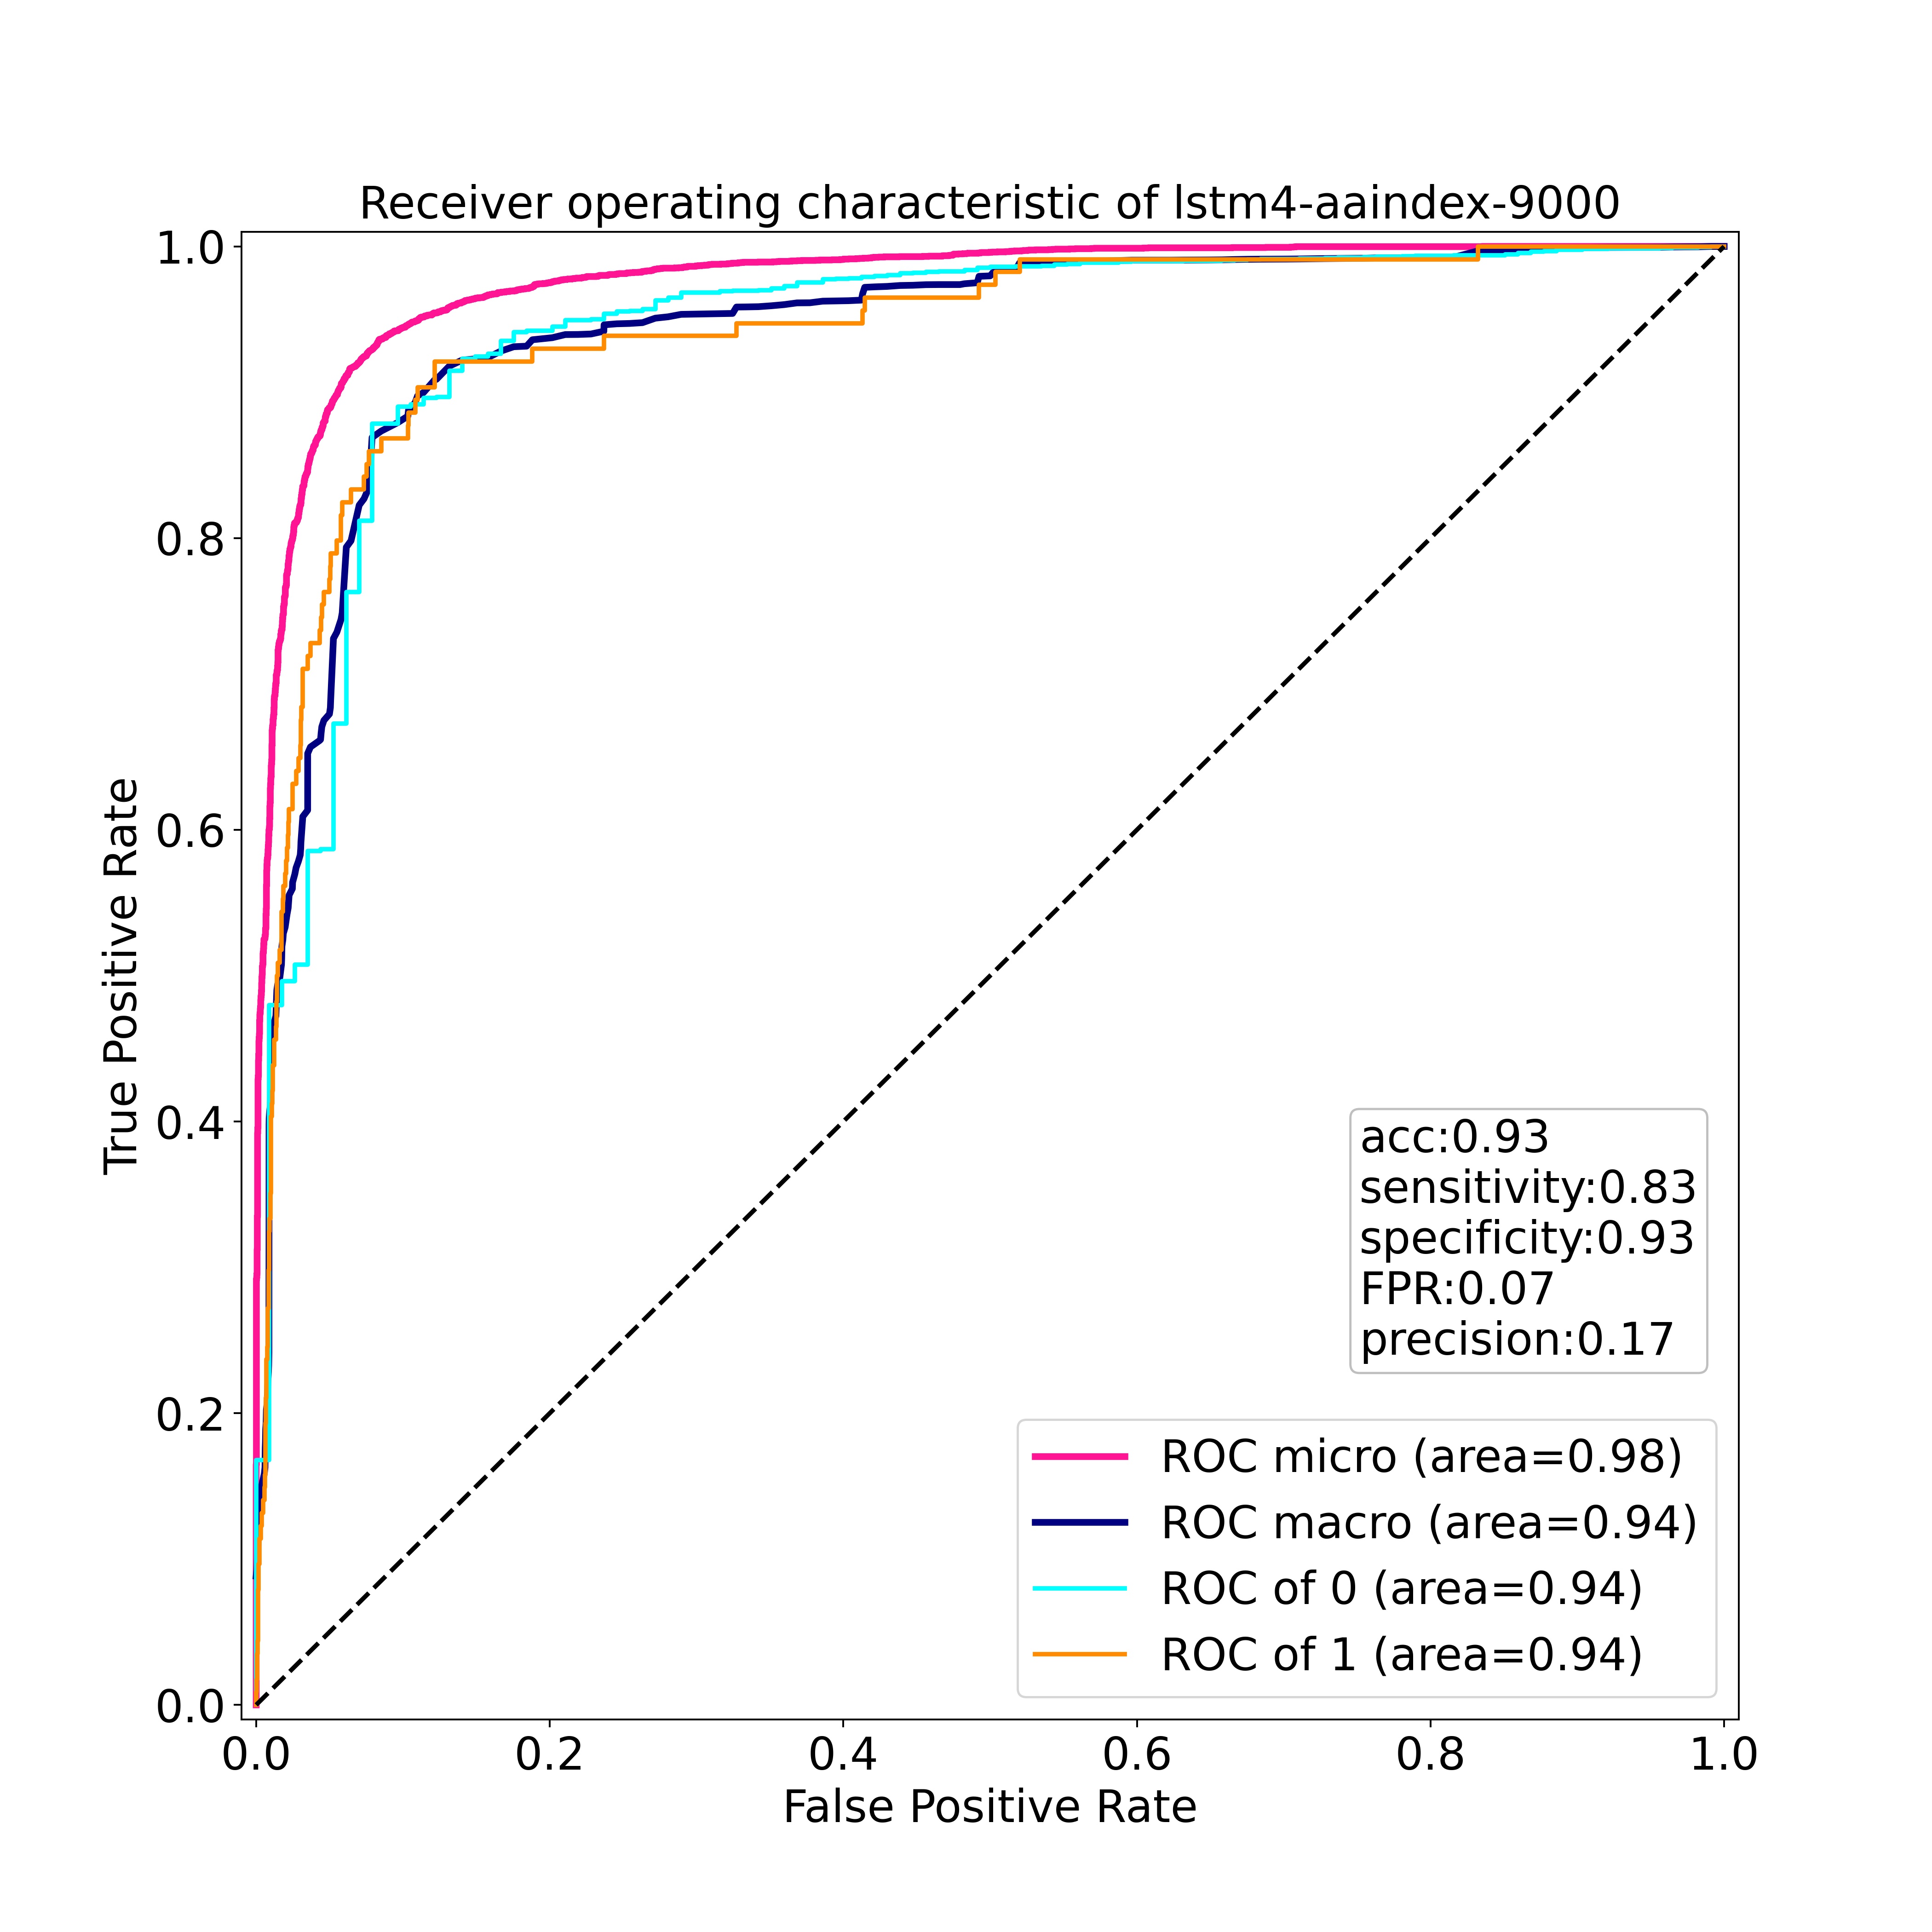 Receiver operating characteristic of lstm4-aaindex-9000
1.0
0.8
0.6
0.4
0.2
0.0
True Positive Rate
acc:0.93
sensitivity:0.83
specificity:0.93
FPR:0.07
precision:0.17
ROC micro (area=0.98)
ROC macro (area=0.94)
ROC of 0 (area=0.94)
ROC of 1 (area=0.94)
0.0 0.2 0.4 0.6 0.8 1.0
False Positive Rate